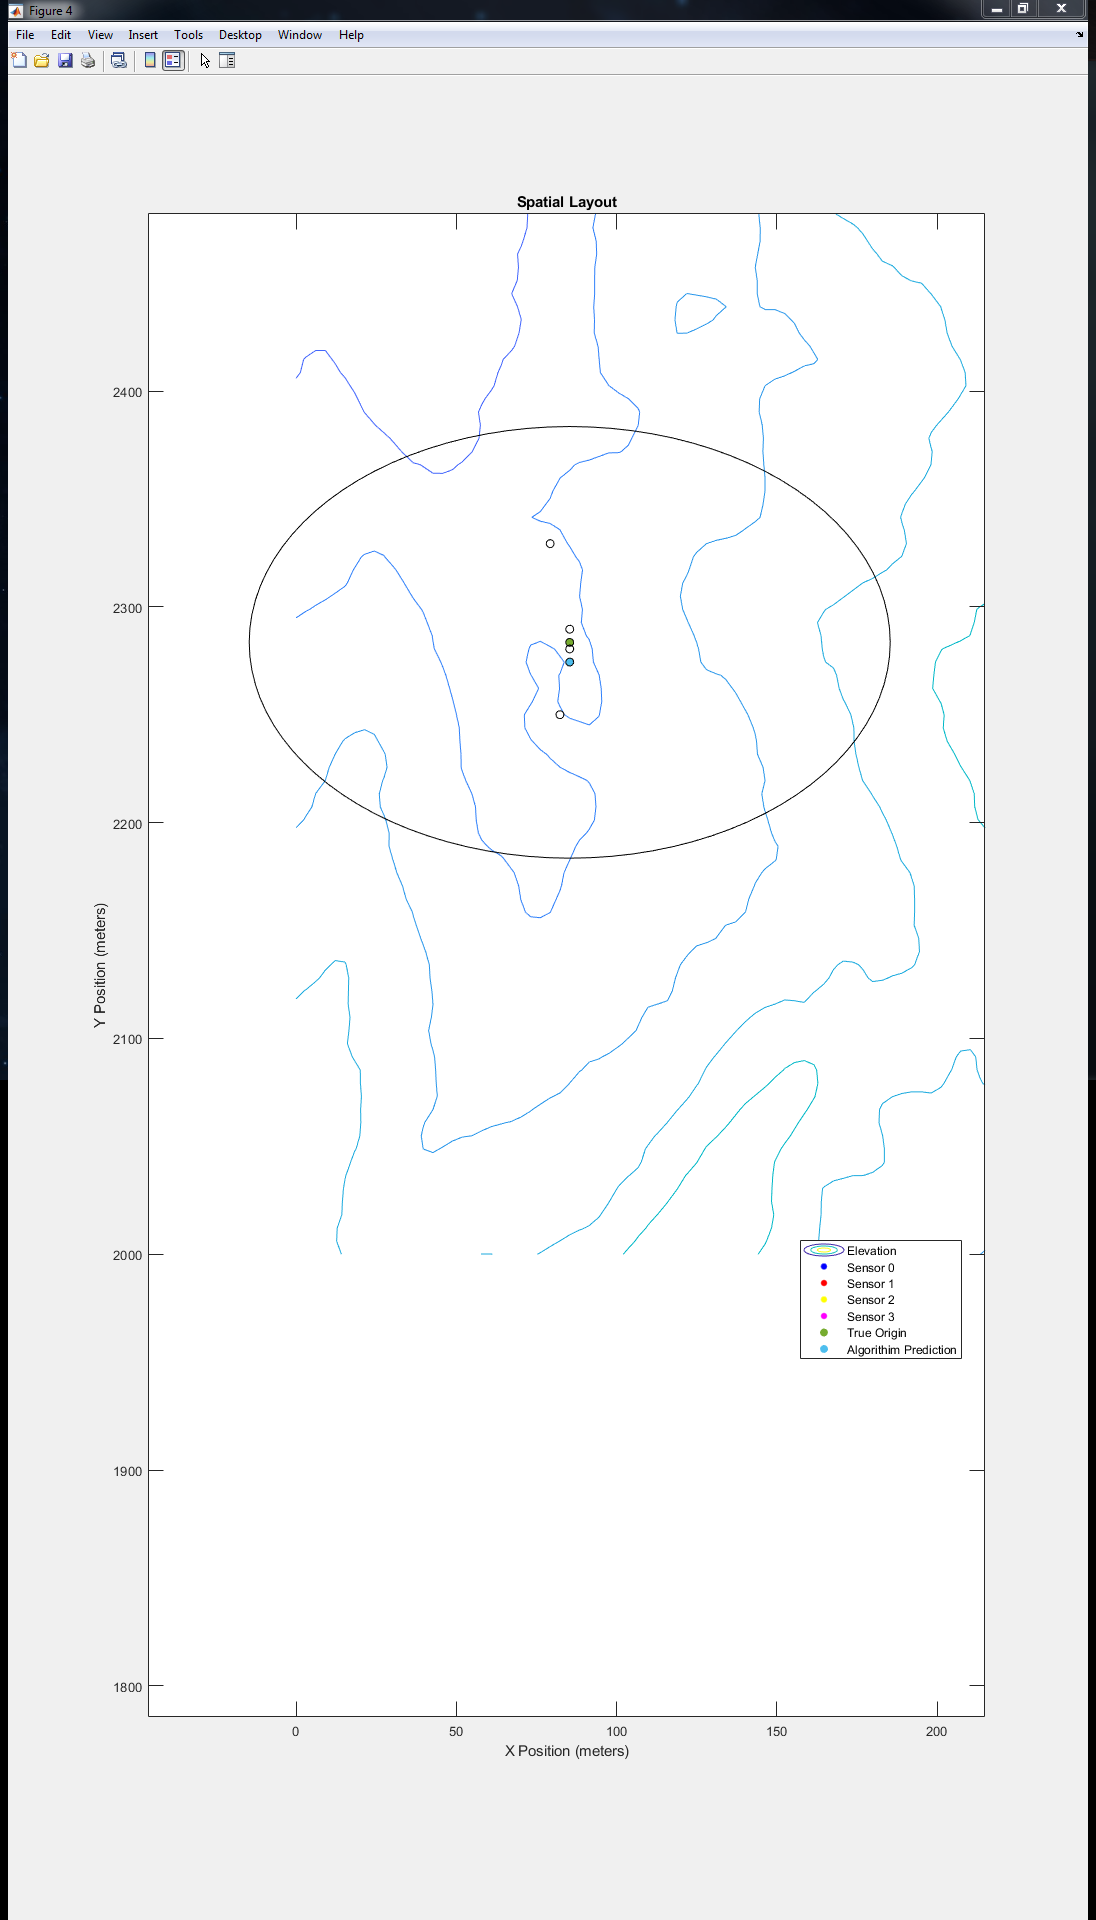 Figure 4
File Edit View Insert Tools Desktop Window Help
Spatial Layout
2400
2300
2200
2100
2000
1900
1800
Y Position (meters)
Elevation
Sensor 0
Sensor 1
Sensor 2
Sensor 3
True Origin
Algorithim Prediction
0 50 100 150 200
X Position (meters)